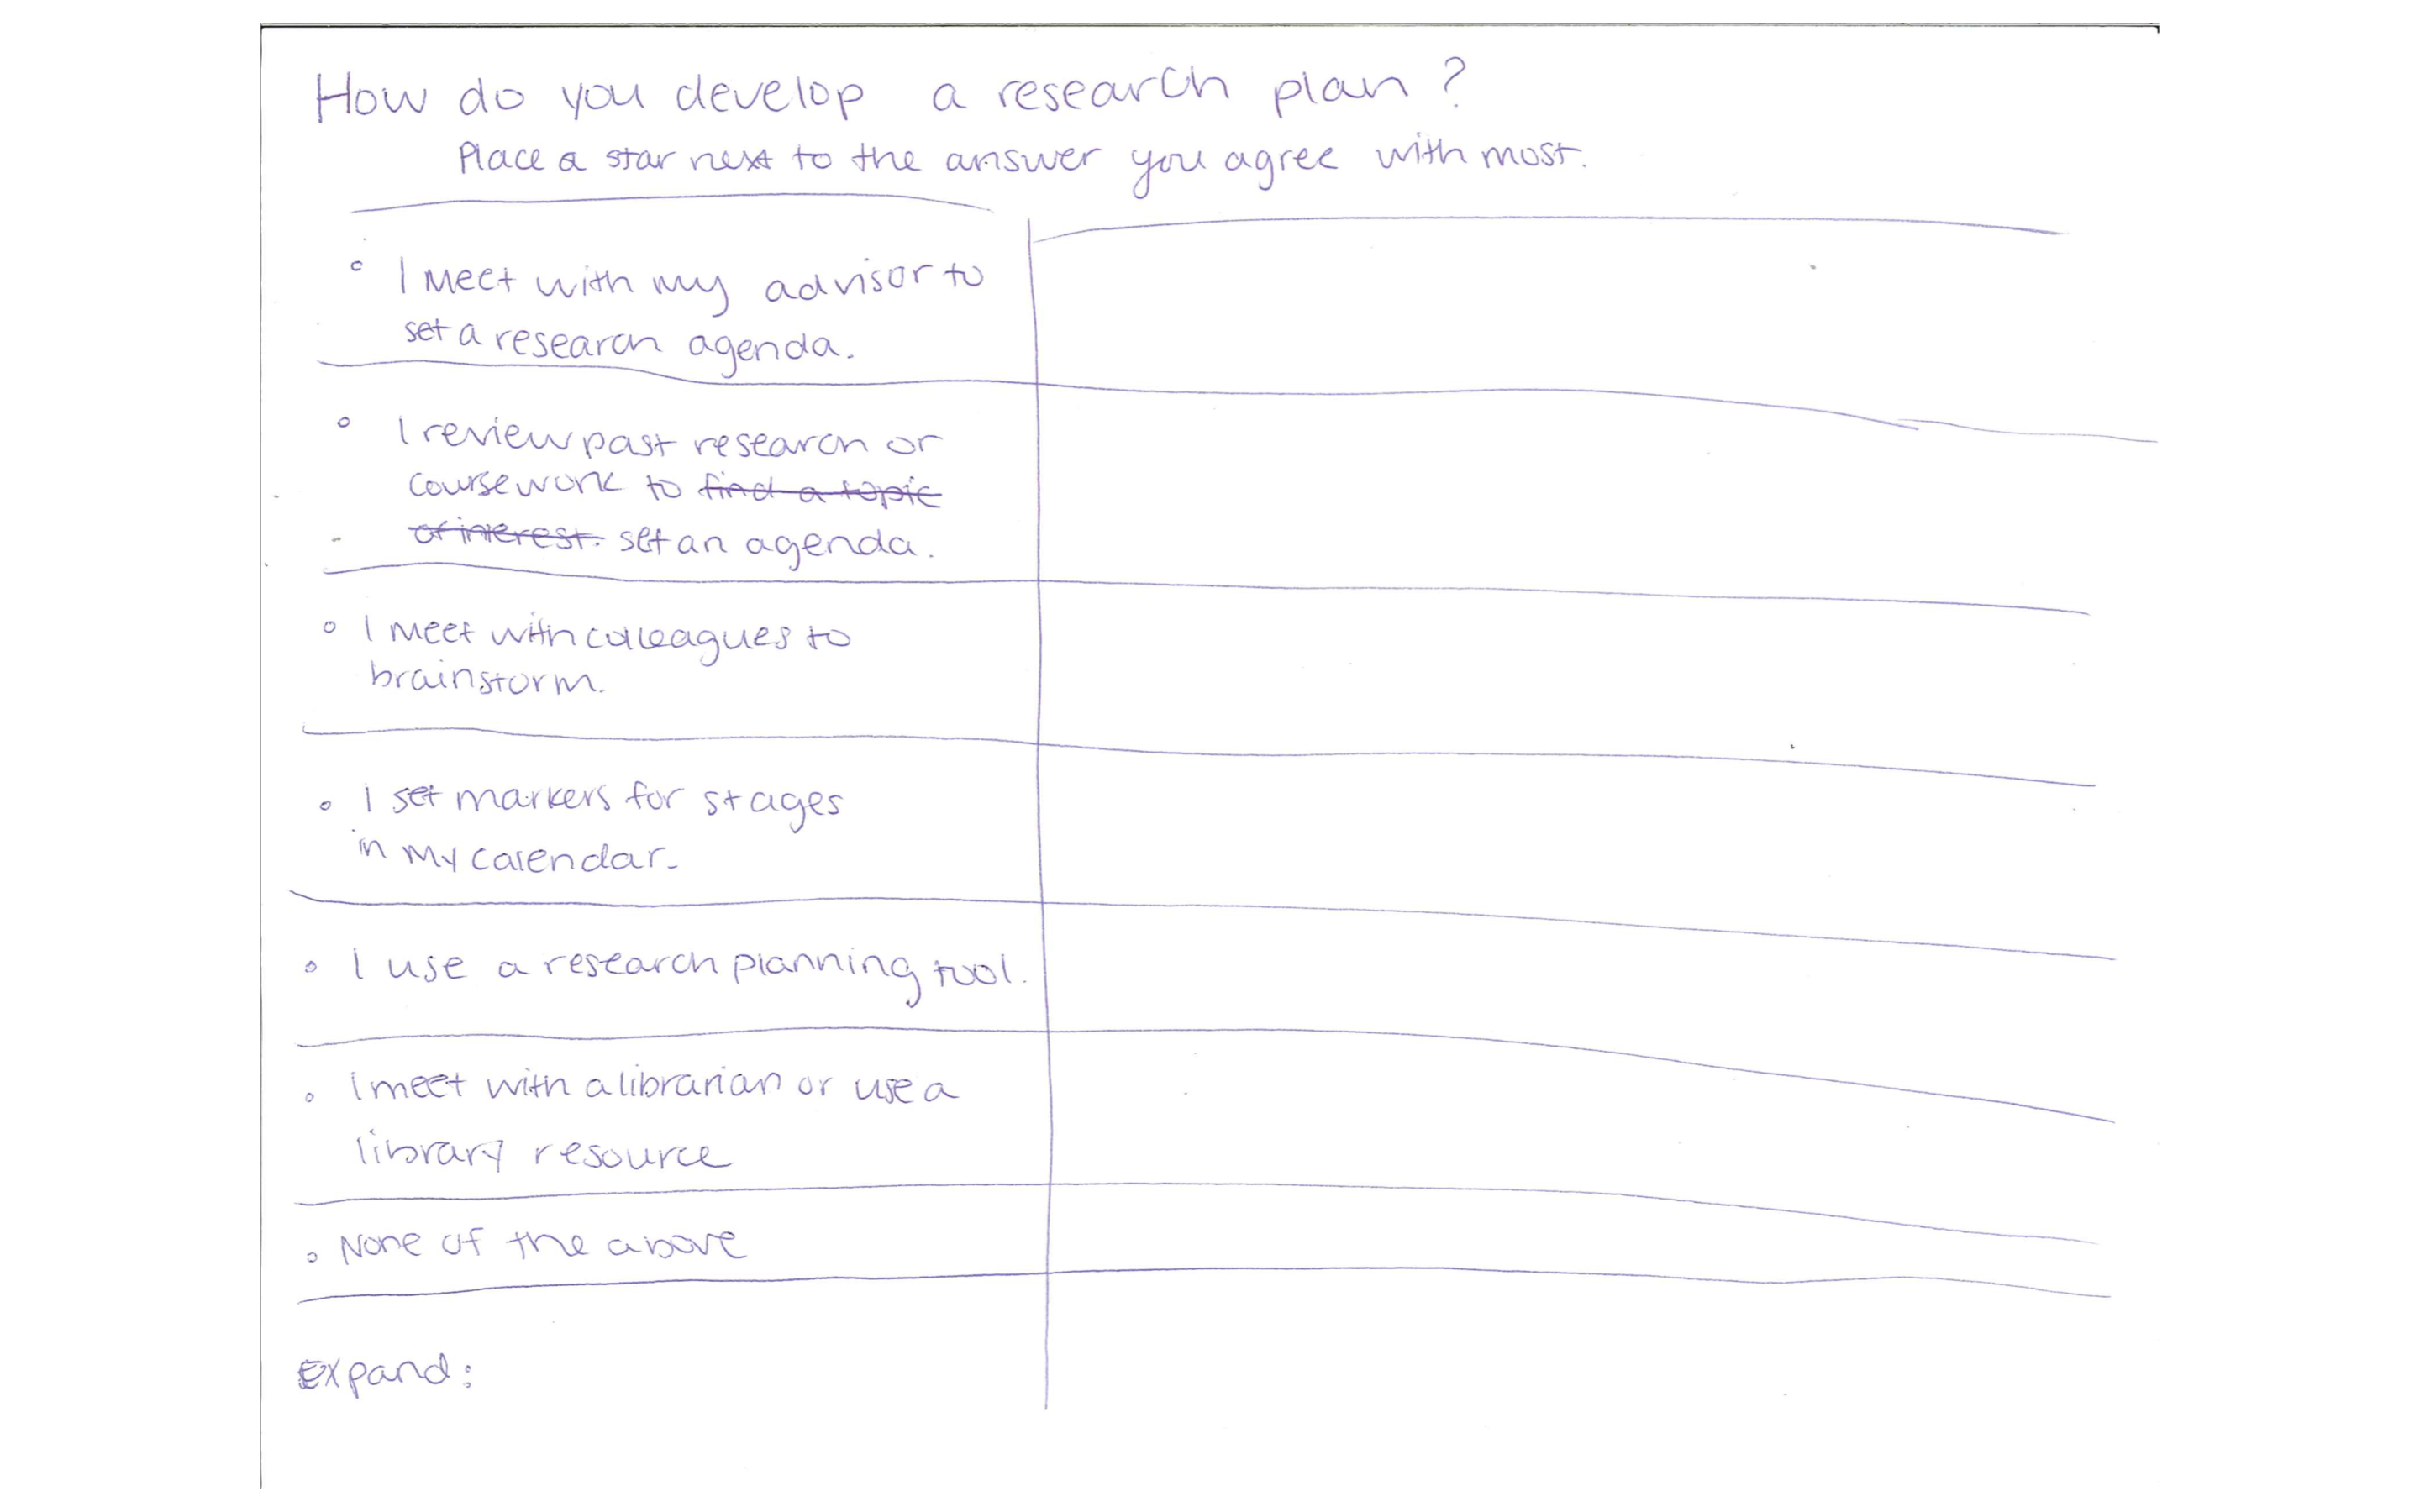 How do you develop a research plan?
Place a star next to the answer you agree with most.
° I meet with my advisor to
set a research agenda.
° I review past research or
coursework to find a topic
of interest. set an agenda.
° I meet with colleagues to
brainstorm.
° I set markers for stages
in my calendar.
° I use a research planning tool.
° I meet with a librarian or use a
library resource
° None of the above
Expand: